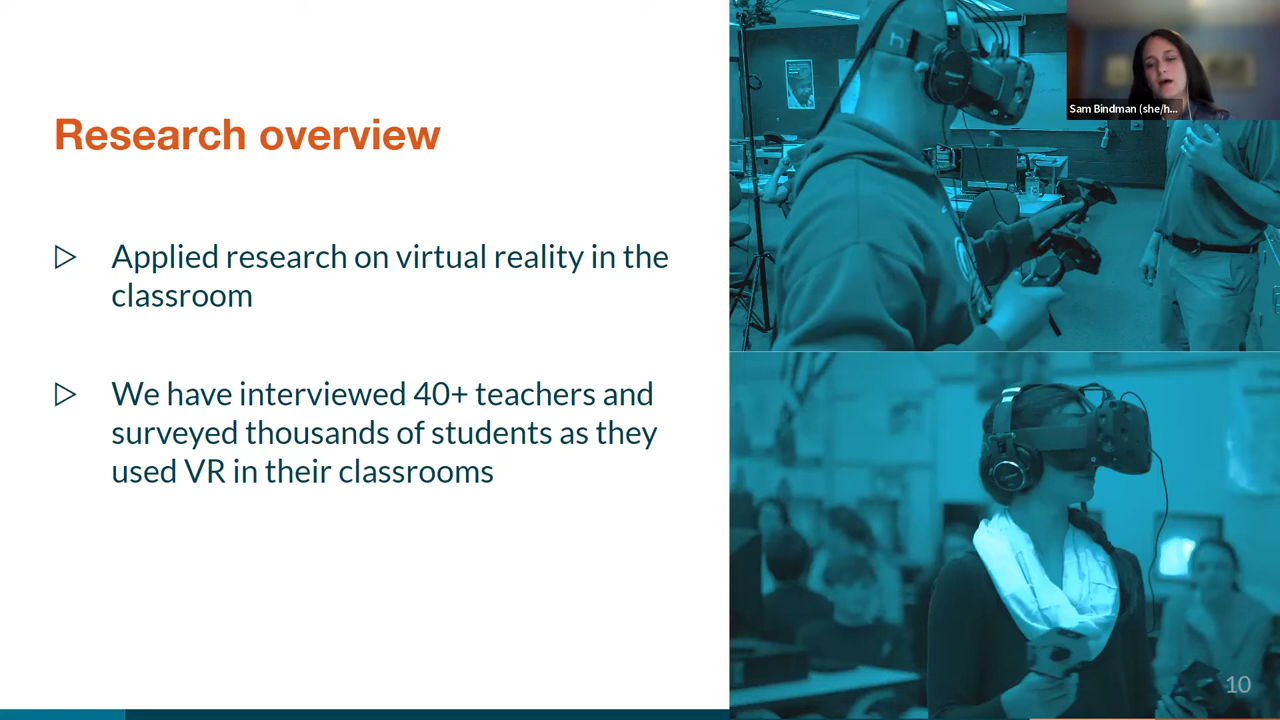 Research overview
Applied research on virtual reality in the
classroom
We have interviewed 40+ teachers and
surveyed thousands of students as they
used VR in their classrooms
Sam Bindman (she/h...
10